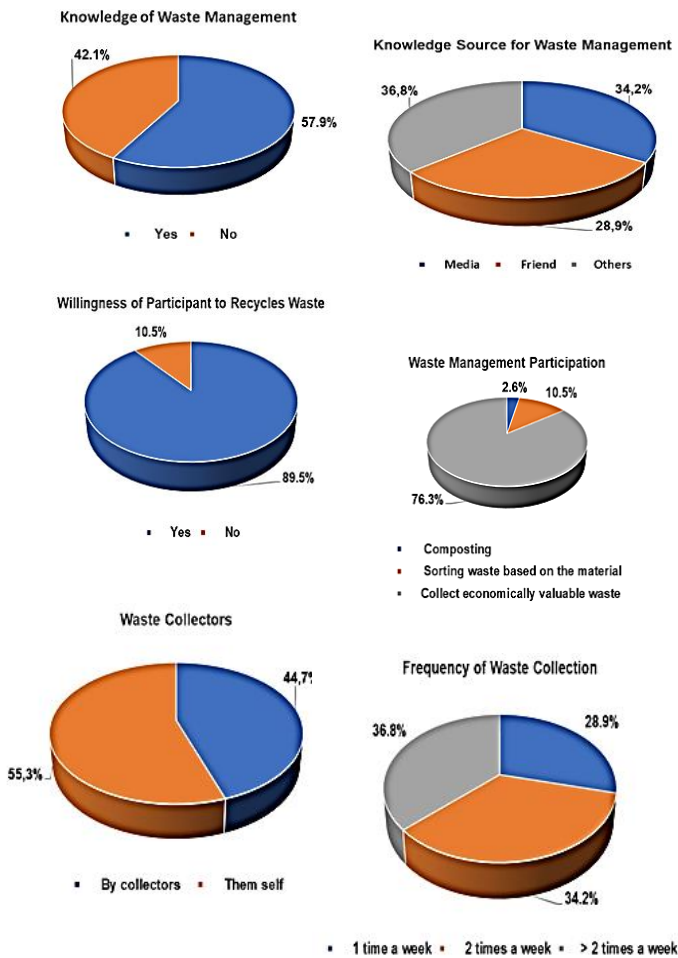 Knowledge of Waste Management
42.1%
57.9%
Yes No
Knowledge Source for Waste Management
36,8%
34,2%
28,9%
Media Friend Others
Willingness of Participant to Recycles Waste
10.5%
89.5%
Yes No
Waste Management Participation
2.6%
10.5%
76.3%
Composting
Sorting waste based on the material
Collect economically valuable waste
Waste Collectors
44,7%
55,3%
By collectors Them self
Frequency of Waste Collection
36.8%
28.9%
34.2%
1 time a week 2 times a week > 2 times a week